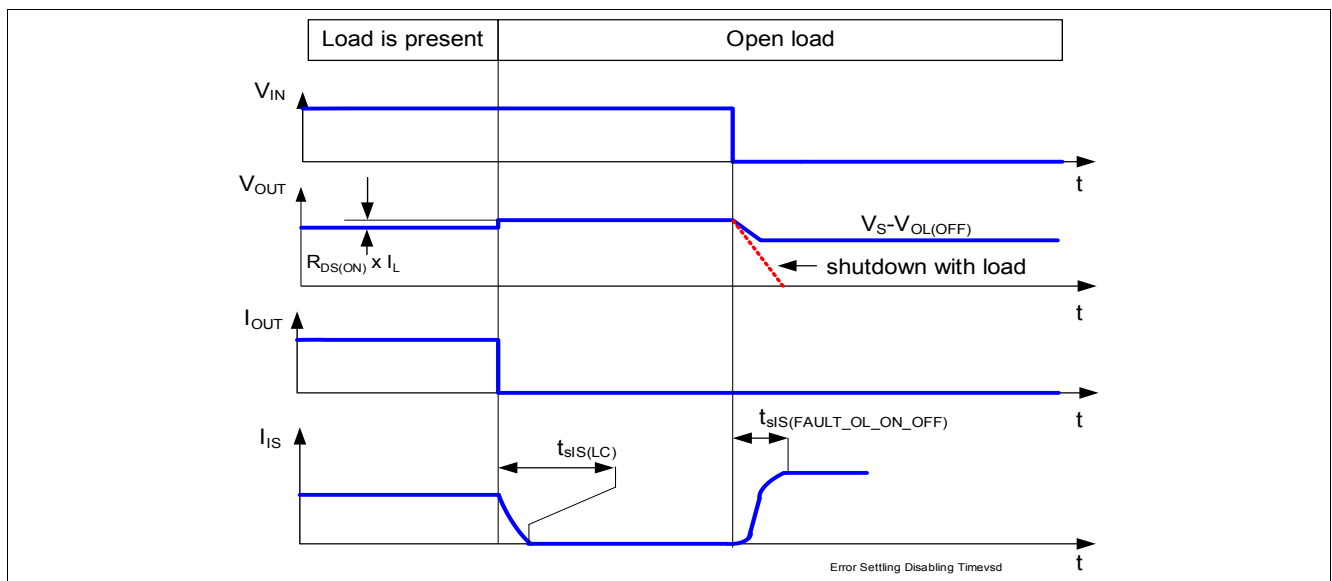 Load is present
Open load
VIN
t
VOUT
RDS(ON) x IL
VS-VOL(OFF)
shutdown with load
t
IOUT
t
IIS
tsIS(LC)
tsIS(FAULT_OL_ON_OFF)
t
Error Settling Disabling Timevsd